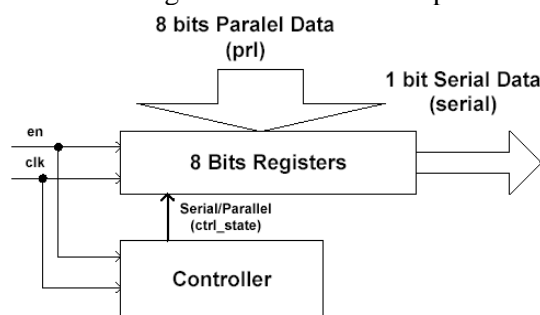 8 bits Paralel Data
(prl)
1 bit Serial Data
(serial)
en
clk
8 Bits Registers
Serial/Parallel
(ctrl_state)
Controller